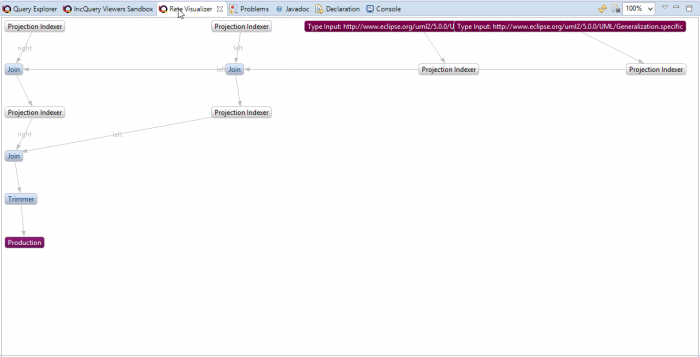 Query Explorer IncQuery Viewers Sandbox Rete Visualizer Problems Javadoc Declaration Console 100%
Projection Indexer Projection Indexer Type Input: http://www.eclipse.org/uml2/5.0.0/U Type Input: http://www.eclipse.org/uml2/5.0.0/UML/Generalization.specific
right left
Join left Join Projection Indexer Projection Indexer
Projection Indexer Projection Indexer
right left
Join
Trimmer
Production